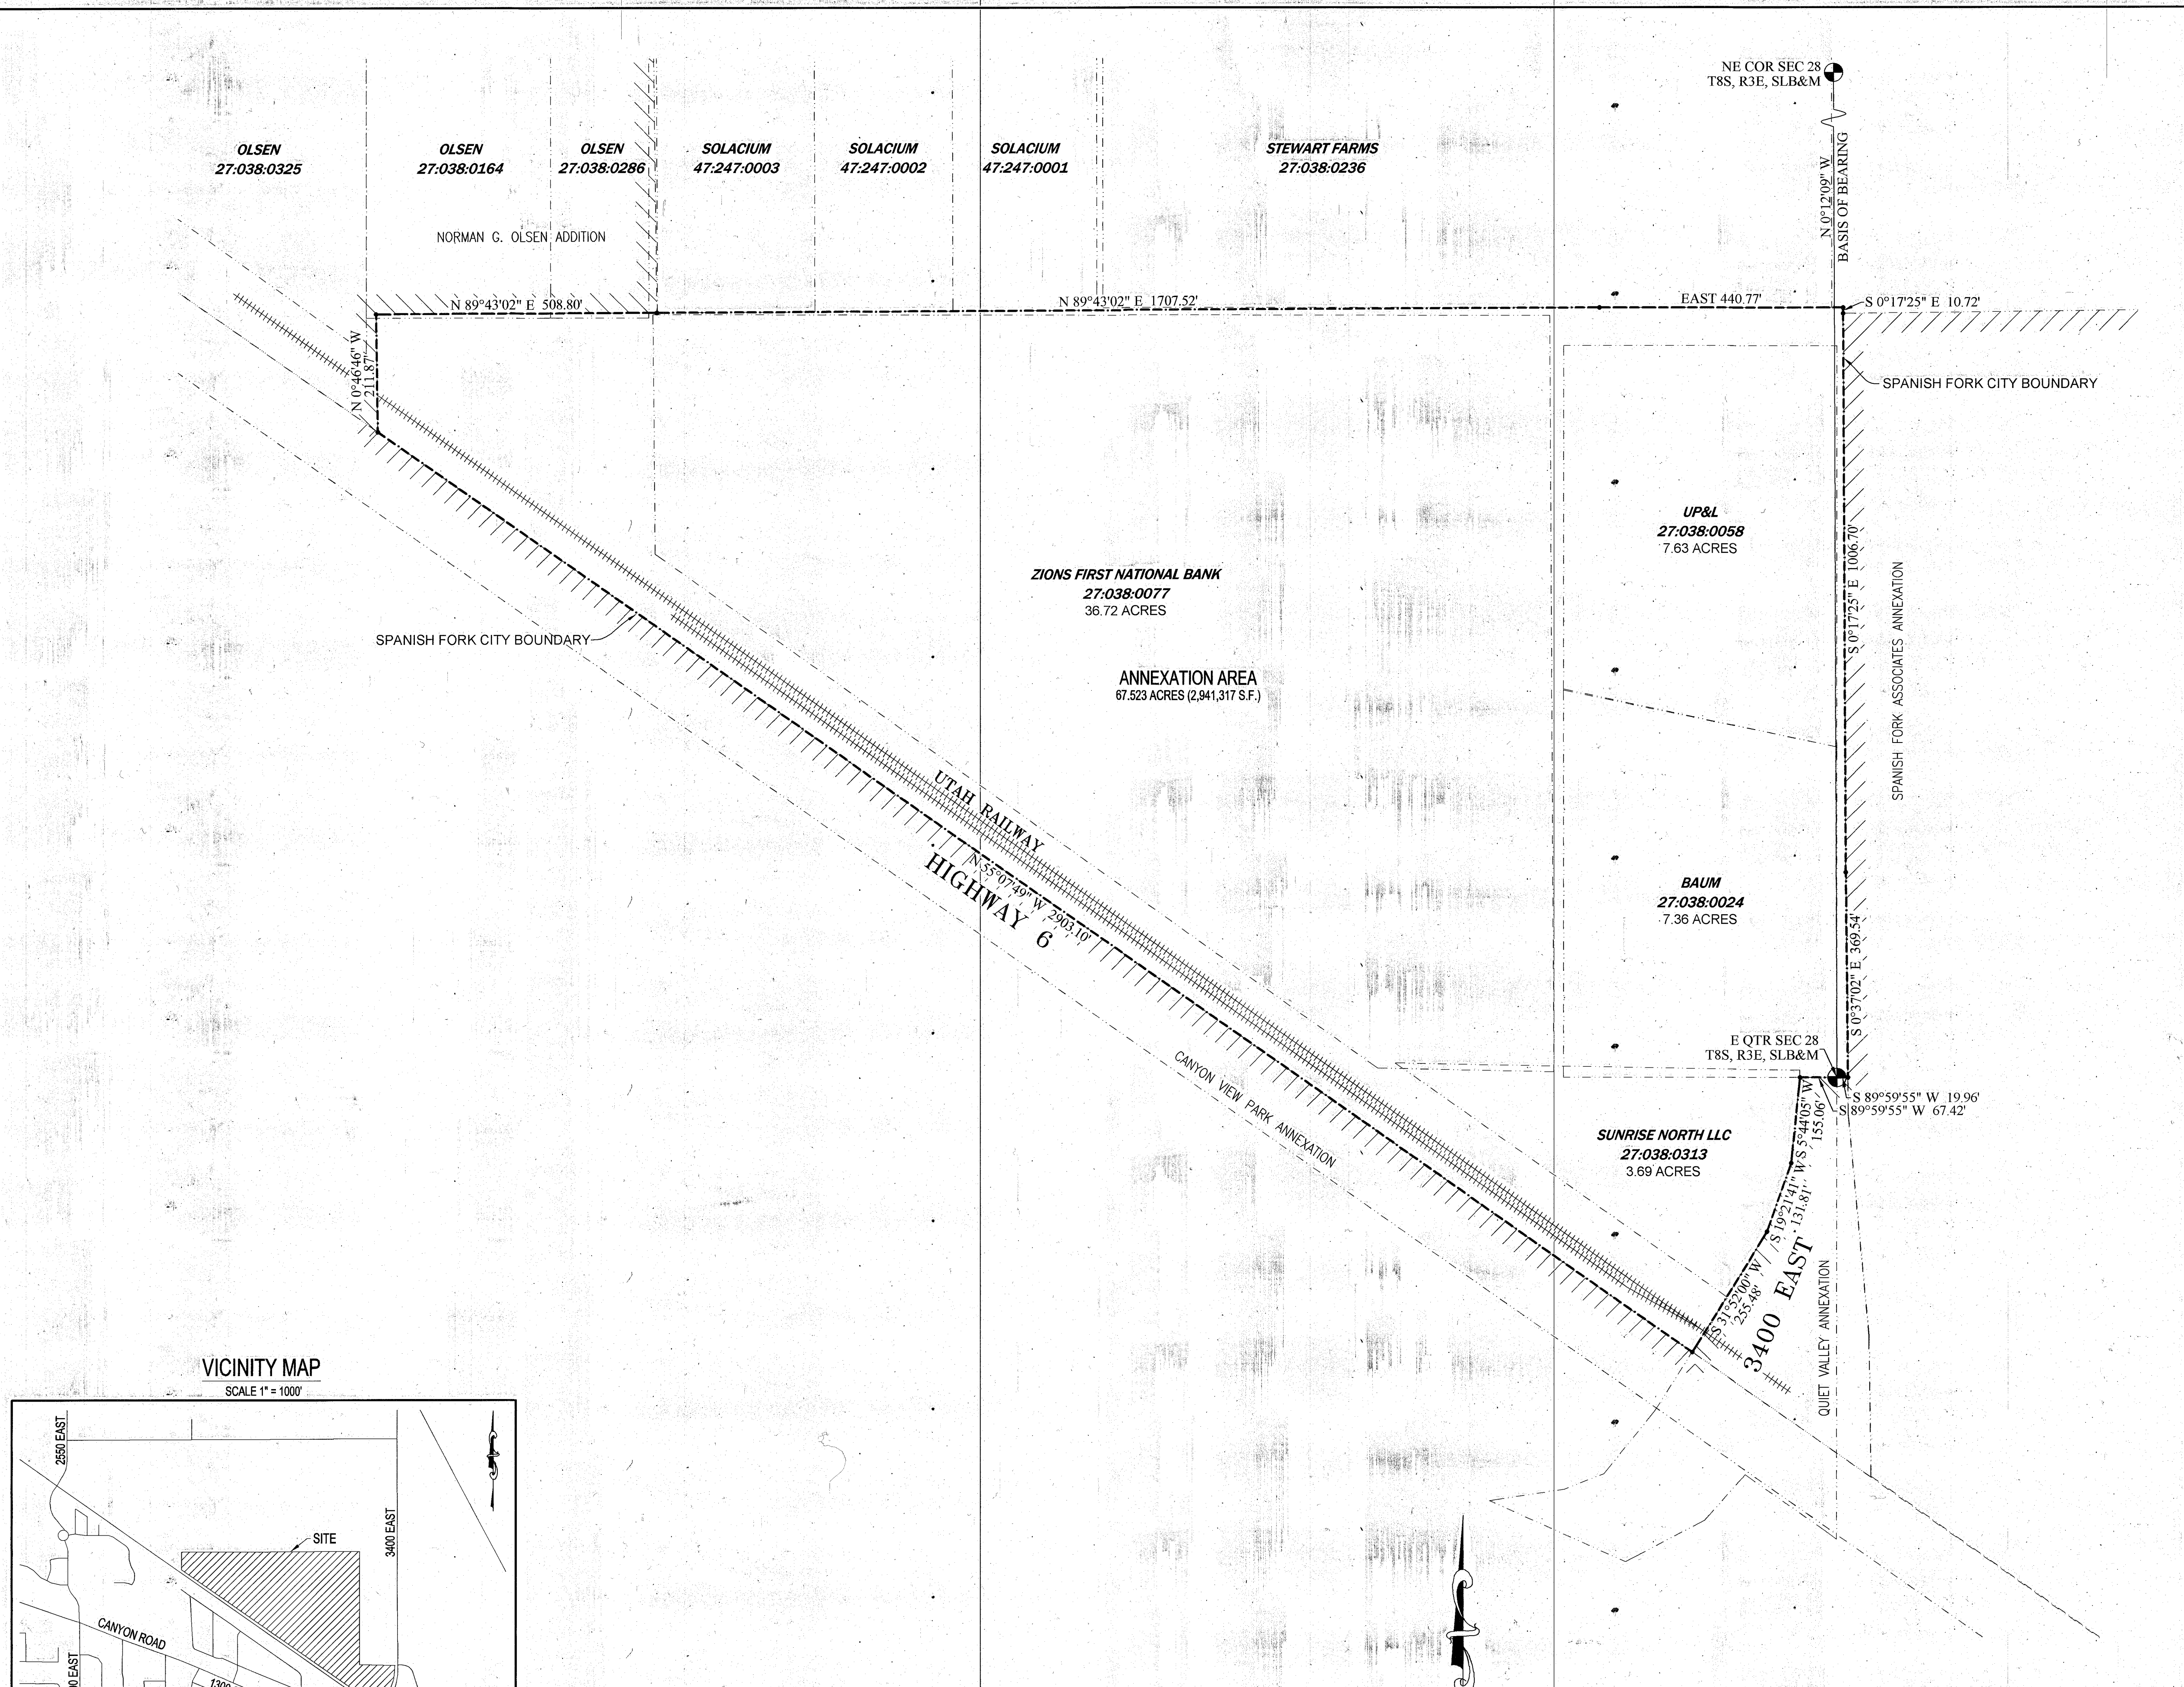 NE COR SEC 28
T8S, R3E, SLB&M
N 0°12'09" W
BASIS OF BEARING
OLSEN
27:038:0325
OLSEN
27:038:0164
OLSEN
27:038:0286
SOLACIUM
47:247:0003
SOLACIUM
47:247:0002
SOLACIUM
47:247:0001
STEWART FARMS
27:038:0236
NORMAN G. OLSEN ADDITION
N 89°43'02" E 508.80'
N 89°43'02" E 1707.52'
EAST 440.77'
S 0°17'25" E 10.72'
N 0°46'46" W
211.87'
SPANISH FORK CITY BOUNDARY
UP&L
27:038:0058
7.63 ACRES
S 0°17'25" E 1006.70'
SPANISH FORK ASSOCIATES ANNEXATION
ZIONS FIRST NATIONAL BANK
27:038:0077
36.72 ACRES
SPANISH FORK CITY BOUNDARY
ANNEXATION AREA
67.523 ACRES (2,941,317 S.F.)
UTAH RAILWAY
N 55°07'49" W 2903.10'
HIGHWAY 6
BAUM
27:038:0024
7.36 ACRES
S 0°37'02" E 369.54'
E QTR SEC 28
T8S, R3E, SLB&M
CANYON VIEW PARK ANNEXATION
S 89°59'55" W 19.96'
S 89°59'55" W 67.42'
S 5°44'05" W
155.06'
SUNRISE NORTH LLC
27:038:0313
3.69 ACRES
S 19°21'41" W
131.81'
S 31°52'00" W
255.48'
3400 EAST
QUIET VALLEY ANNEXATION
VICINITY MAP
SCALE 1" = 1000'
2550 EAST
SITE
3400 EAST
CANYON ROAD
EAST
1300